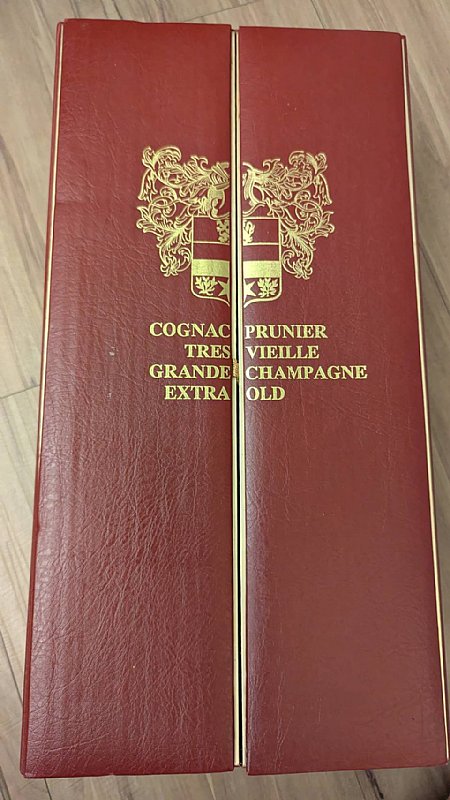 COGNAC PRUNIER
TRES VIEILLE
GRANDE CHAMPAGNE
EXTRA OLD